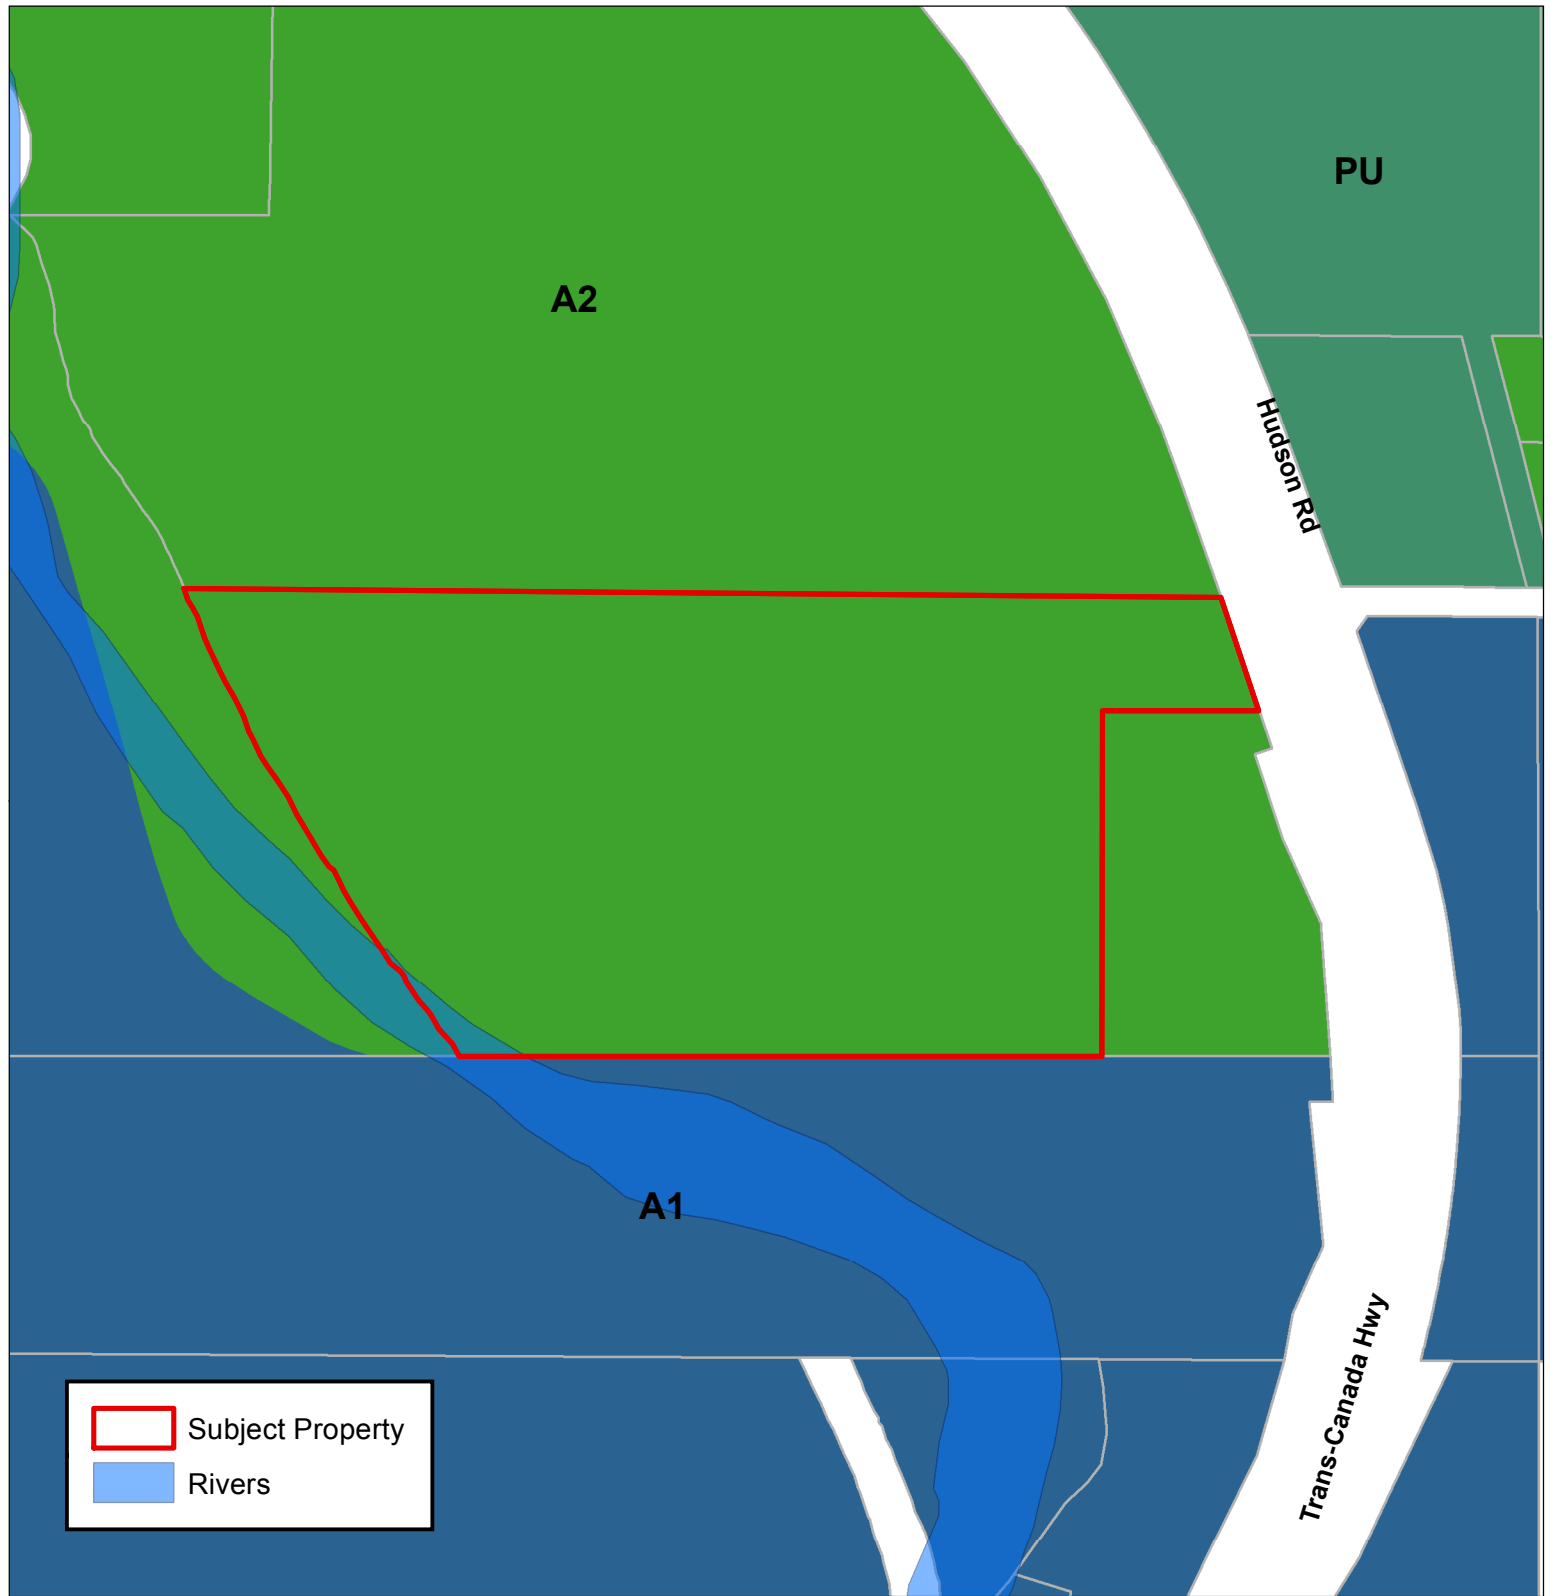 PU
A2
Hudson Rd
A1
Trans-Canada Hwy
Subject Property
Rivers